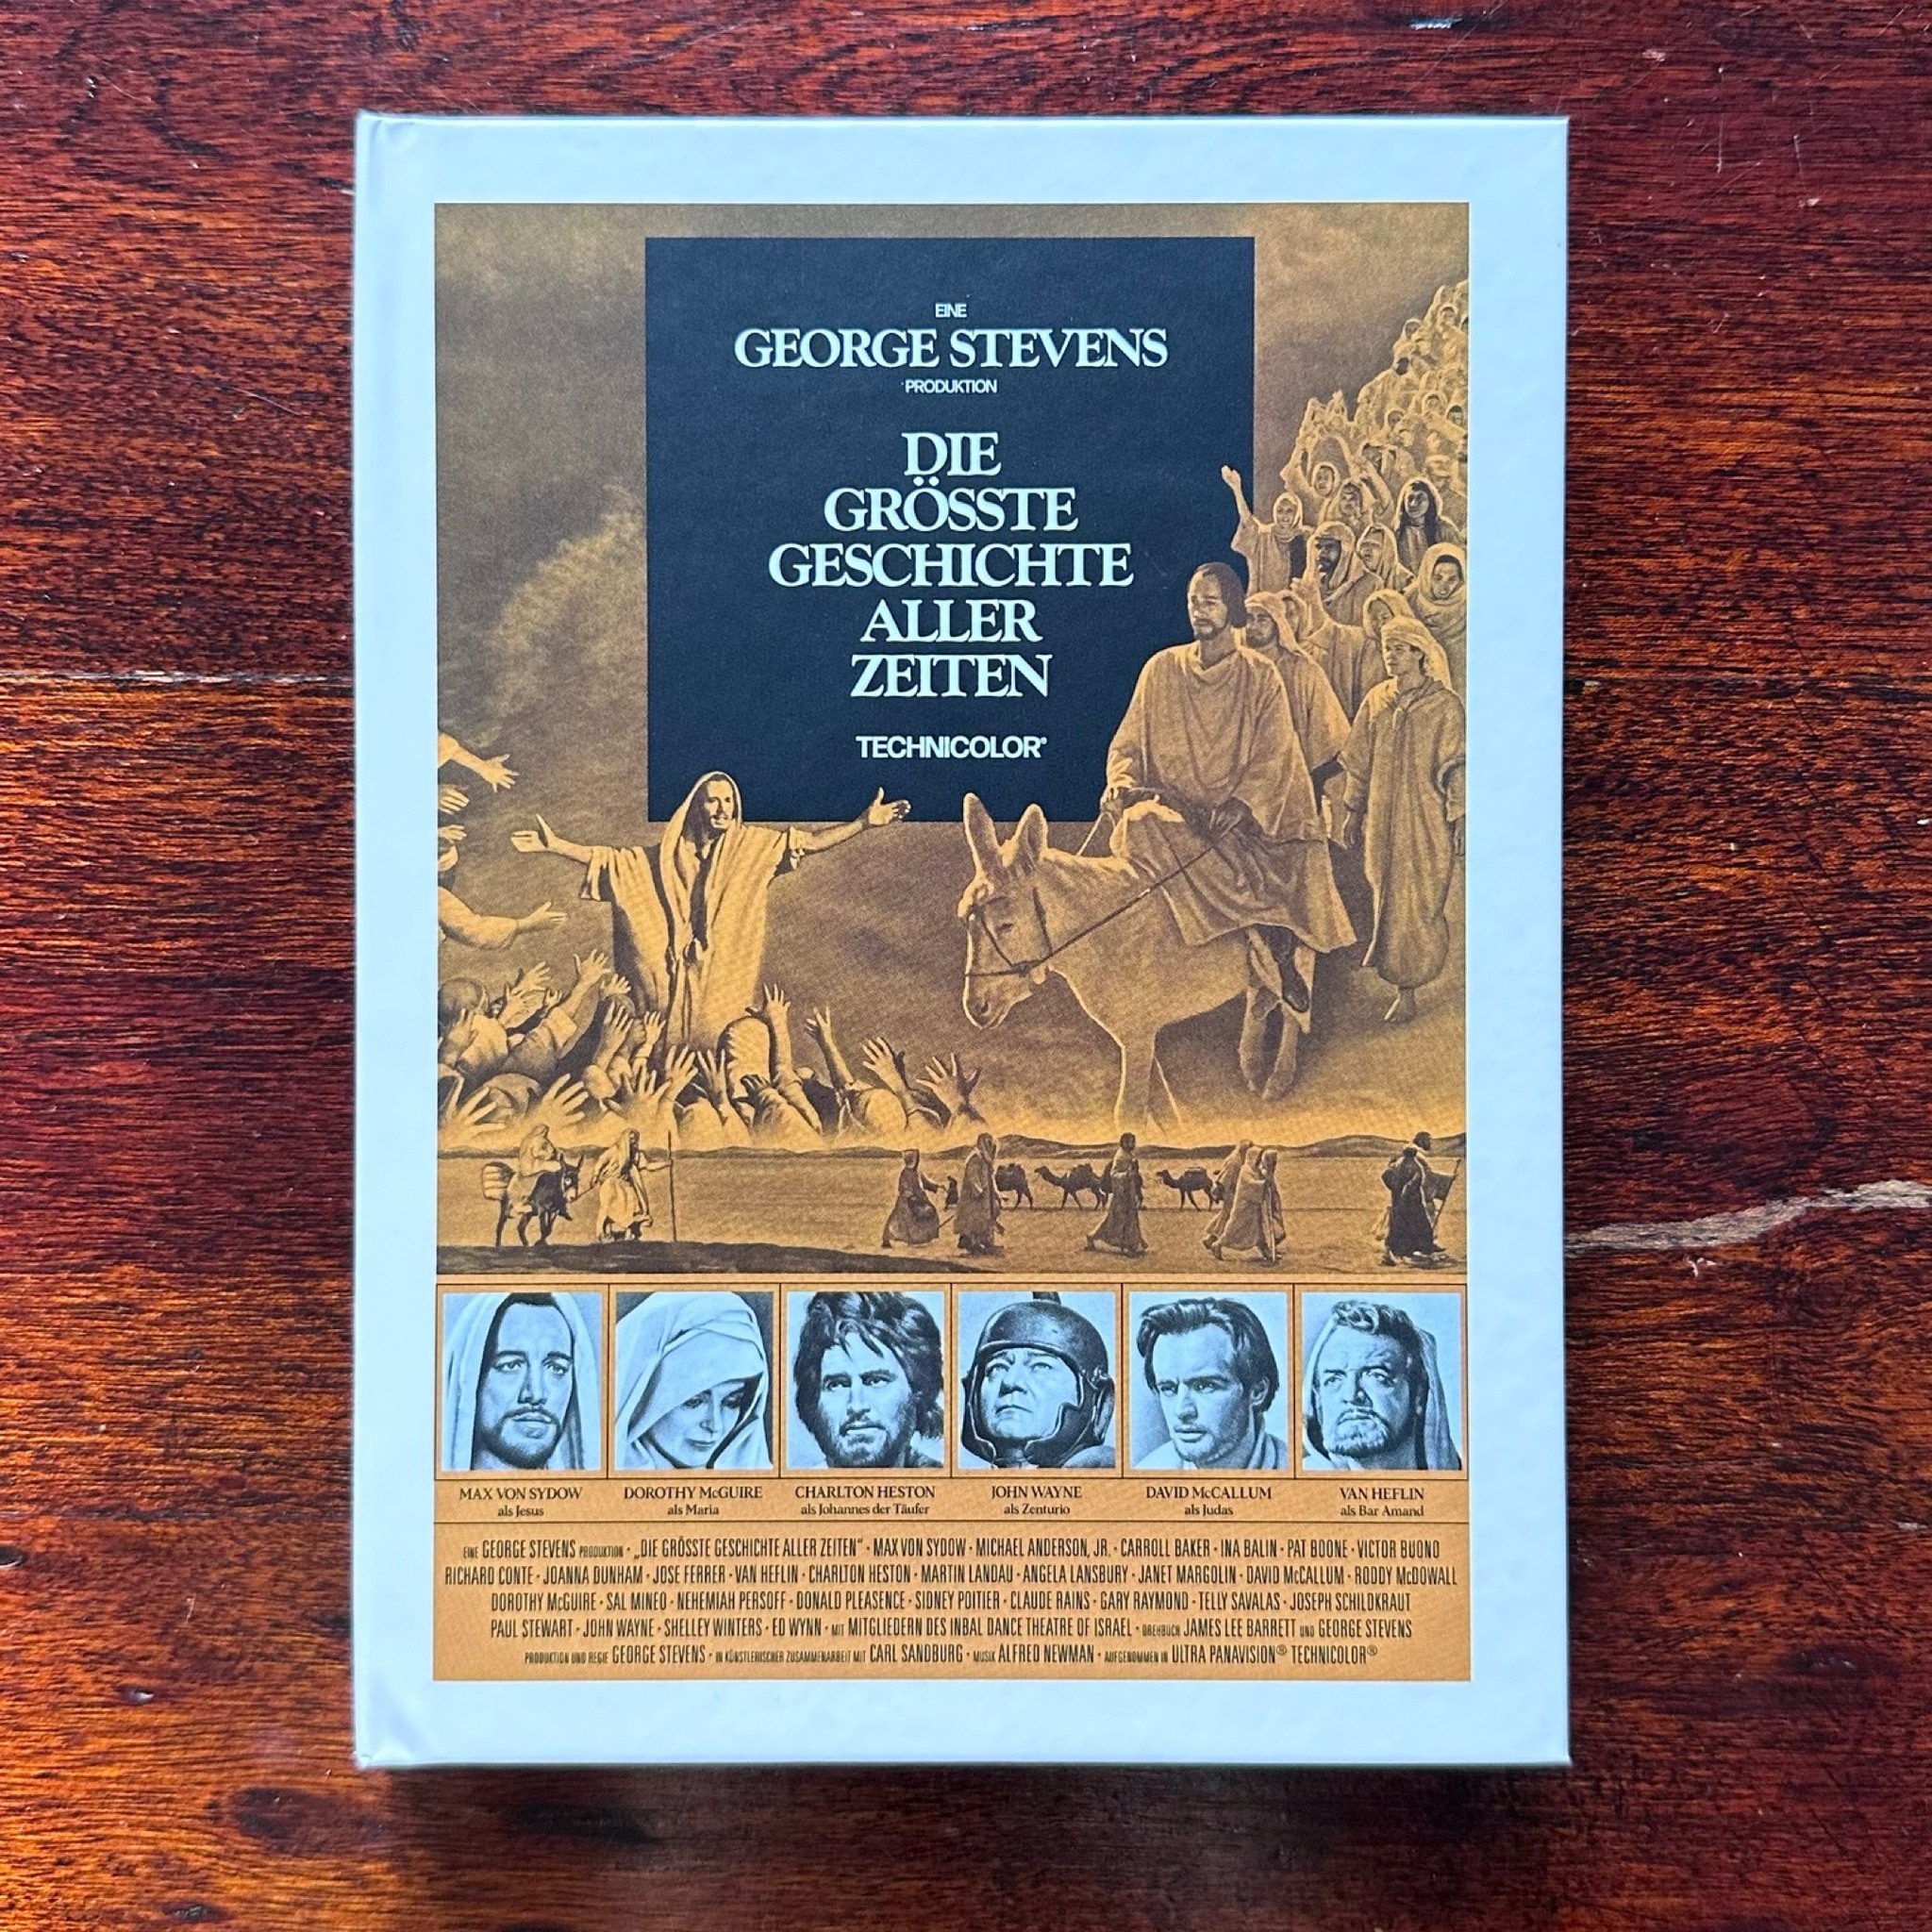 EINE
GEORGE STEVENS
PRODUKTION
DIE
GRÖSSTE
GESCHICHTE
ALLER
ZEITEN
TECHNICOLOR®
MAX VON SYDOW
als Jesus
DOROTHY McGUIRE
als Maria
CHARLTON HESTON
als Johannes der Täufer
JOHN WAYNE
als Zenturio
DAVID McCALLUM
als Judas
VAN HEFLIN
als Bar Amand
EINE GEORGE STEVENS PRODUKTION · „DIE GRÖSSTE GESCHICHTE ALLER ZEITEN“ · MAX VON SYDOW · MICHAEL ANDERSON, JR. · CARROLL BAKER · INA BALIN · PAT BOONE · VICTOR BUONO
RICHARD CONTE · JOANNA DUNHAM · JOSE FERRER · VAN HEFLIN · CHARLTON HESTON · MARTIN LANDAU · ANGELA LANSBURY · JANET MARGOLIN · DAVID McCALLUM · RODDY McDOWALL
DOROTHY McGUIRE · SAL MINEO · NEHEMIAH PERSOFF · DONALD PLEASENCE · SIDNEY POITIER · CLAUDE RAINS · GARY RAYMOND · TELLY SAVALAS · JOSEPH SCHILDKRAUT
PAUL STEWART · JOHN WAYNE · SHELLEY WINTERS · ED WYNN · MIT MITGLIEDERN DES INBAL DANCE THEATRE OF ISRAEL · DREHBUCH JAMES LEE BARRETT UND GEORGE STEVENS
PRODUKTION UND REGIE GEORGE STEVENS · IN KÜNSTLERISCHER ZUSAMMENARBEIT MIT CARL SANDBURG · MUSIK ALFRED NEWMAN · AUFGENOMMEN IN ULTRA PANAVISION® TECHNICOLOR®